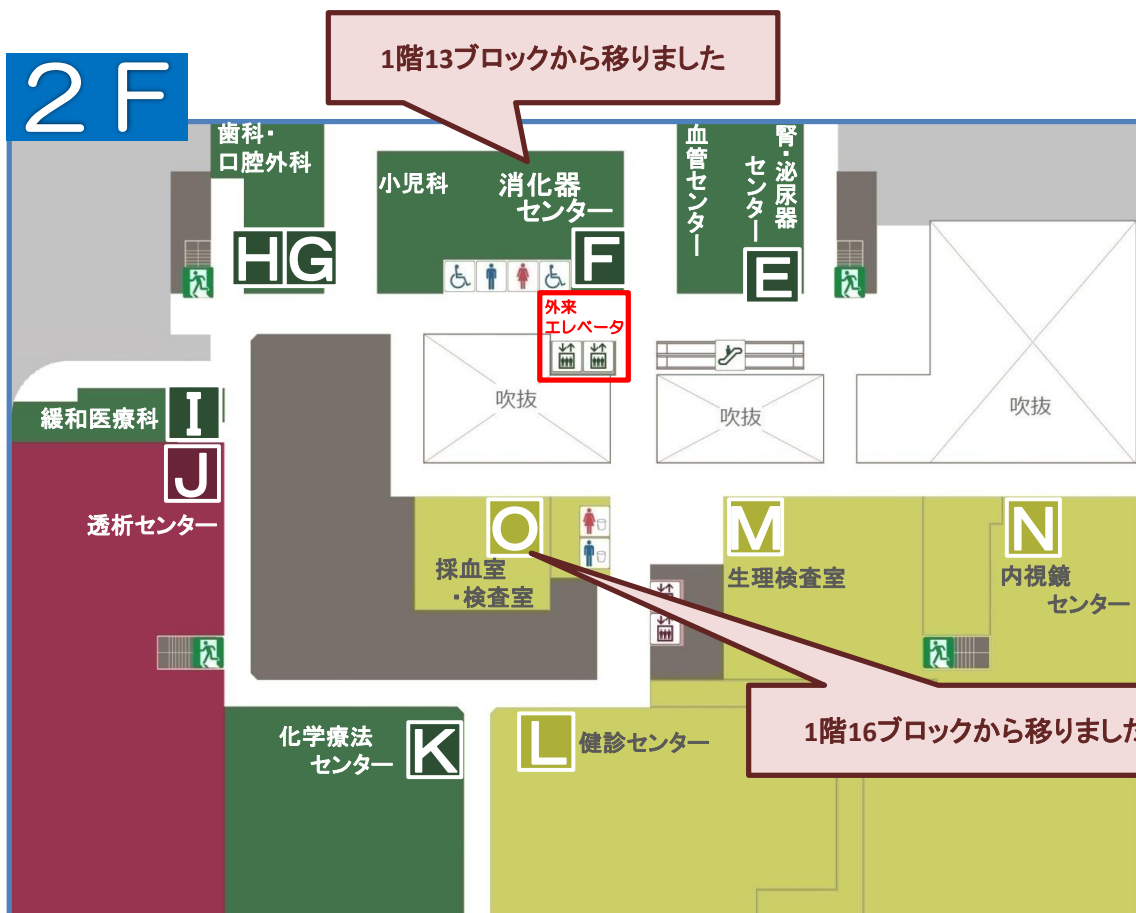 1階13ブロックから移りました
２Ｆ
歯科・
口腔外科
小児科
消化器
センター
血管センター
腎・泌尿器
センター
H
G
F
E
外来
エレベータ
吹抜
吹抜
吹抜
緩和医療科
I
J
透析センター
O
採血室
・検査室
M
生理検査室
N
内視鏡
センター
化学療法
センター
K
L
健診センター
1階16ブロックから移りました